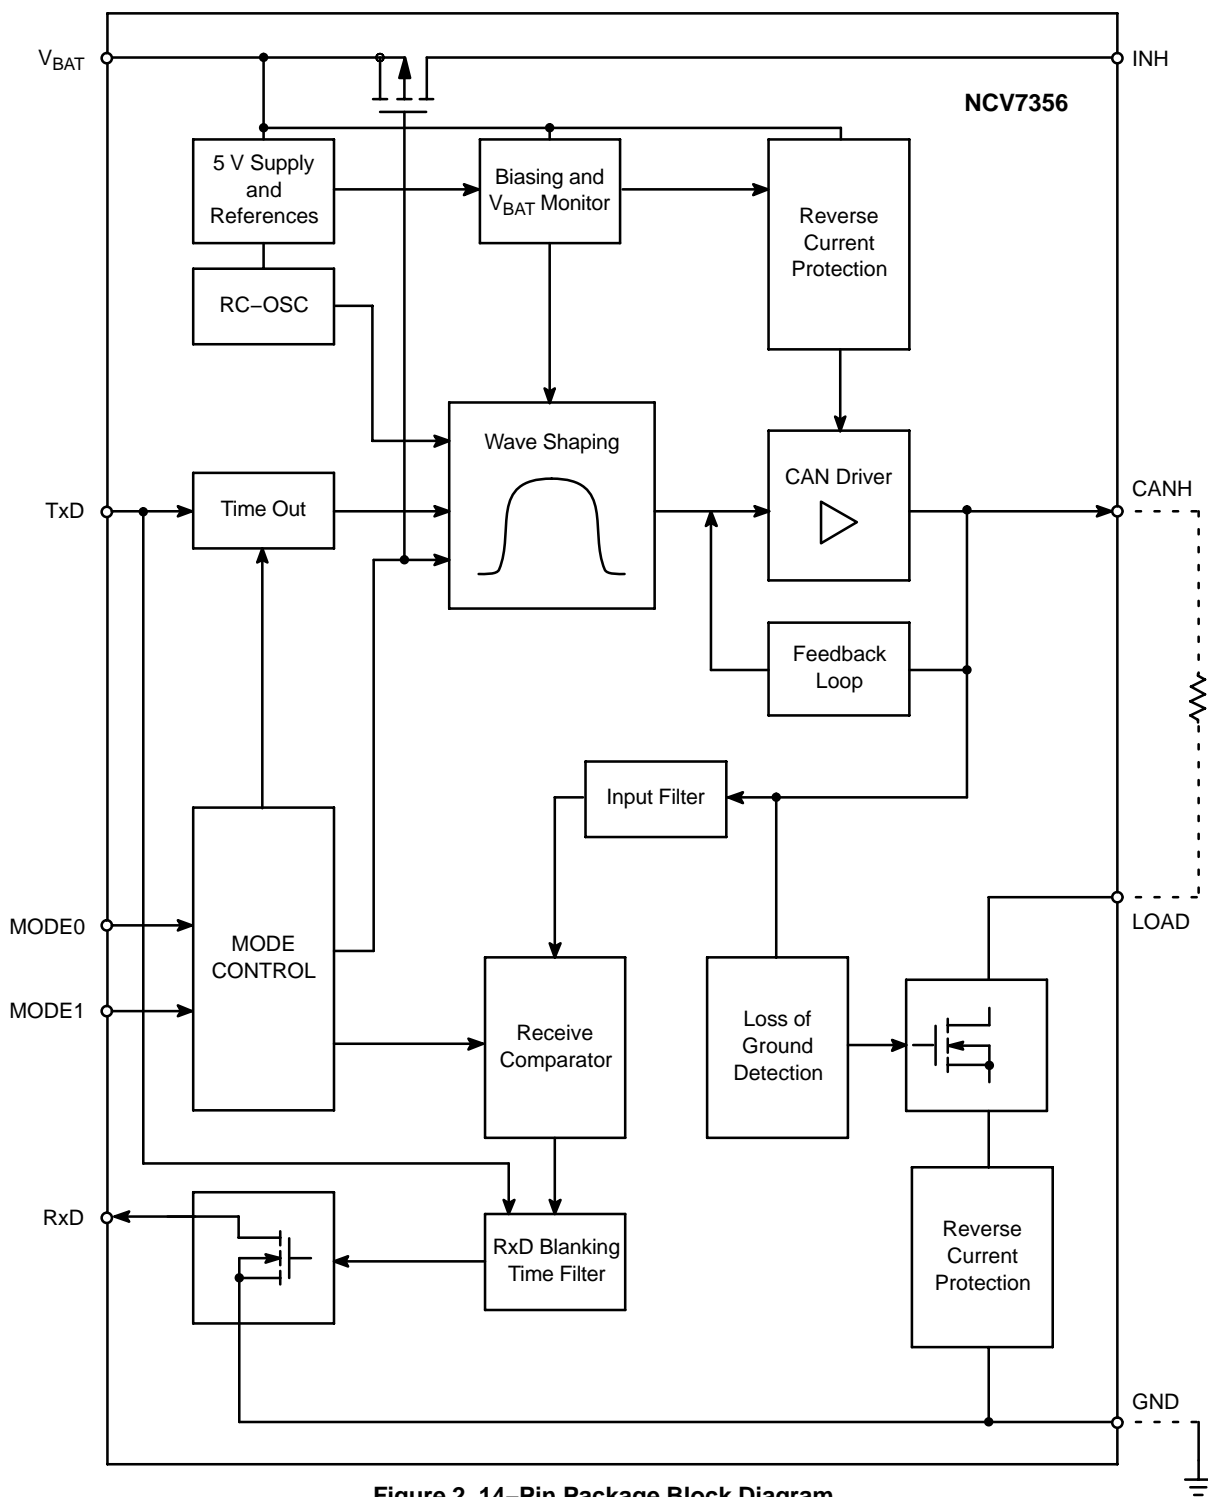 V_BAT
INH
NCV7356
5 V Supply
and
References
Biasing and
V_BAT Monitor
Reverse
Current
Protection
RC−OSC
Wave Shaping
CAN Driver
CANH
TxD
Time Out
Feedback
Loop
Input Filter
MODE0
LOAD
MODE
CONTROL
MODE1
Receive
Comparator
Loss of
Ground
Detection
RxD
RxD Blanking
Time Filter
Reverse
Current
Protection
GND
Figure 2. 14−Pin Package Block Diagram